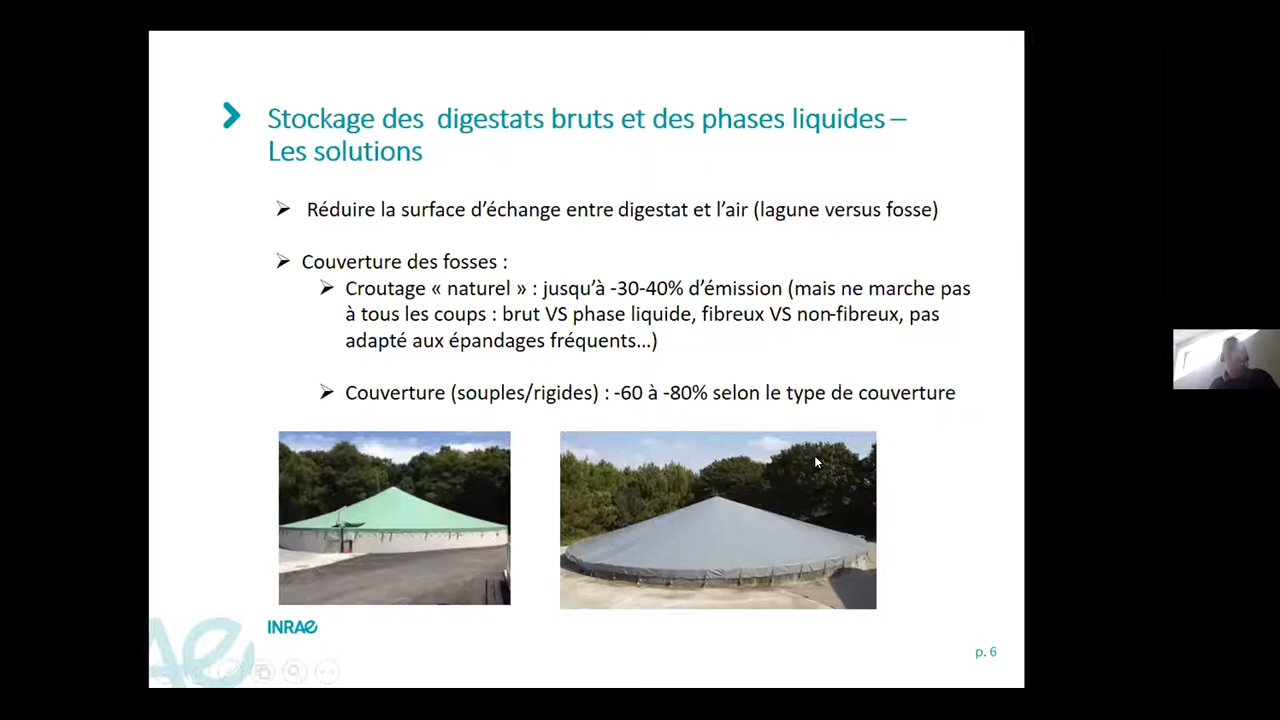 Stockage des digestats bruts et des phases liquides –
Les solutions
Réduire la surface d'échange entre digestat et l'air (lagune versus fosse)
Couverture des fosses :
Croutage « naturel » : jusqu'à -30-40% d'émission (mais ne marche pas
à tous les coups : brut VS phase liquide, fibreux VS non-fibreux, pas
adapté aux épandages fréquents...)
Couverture (souples/rigides) : -60 à -80% selon le type de couverture
INRAE
p. 6